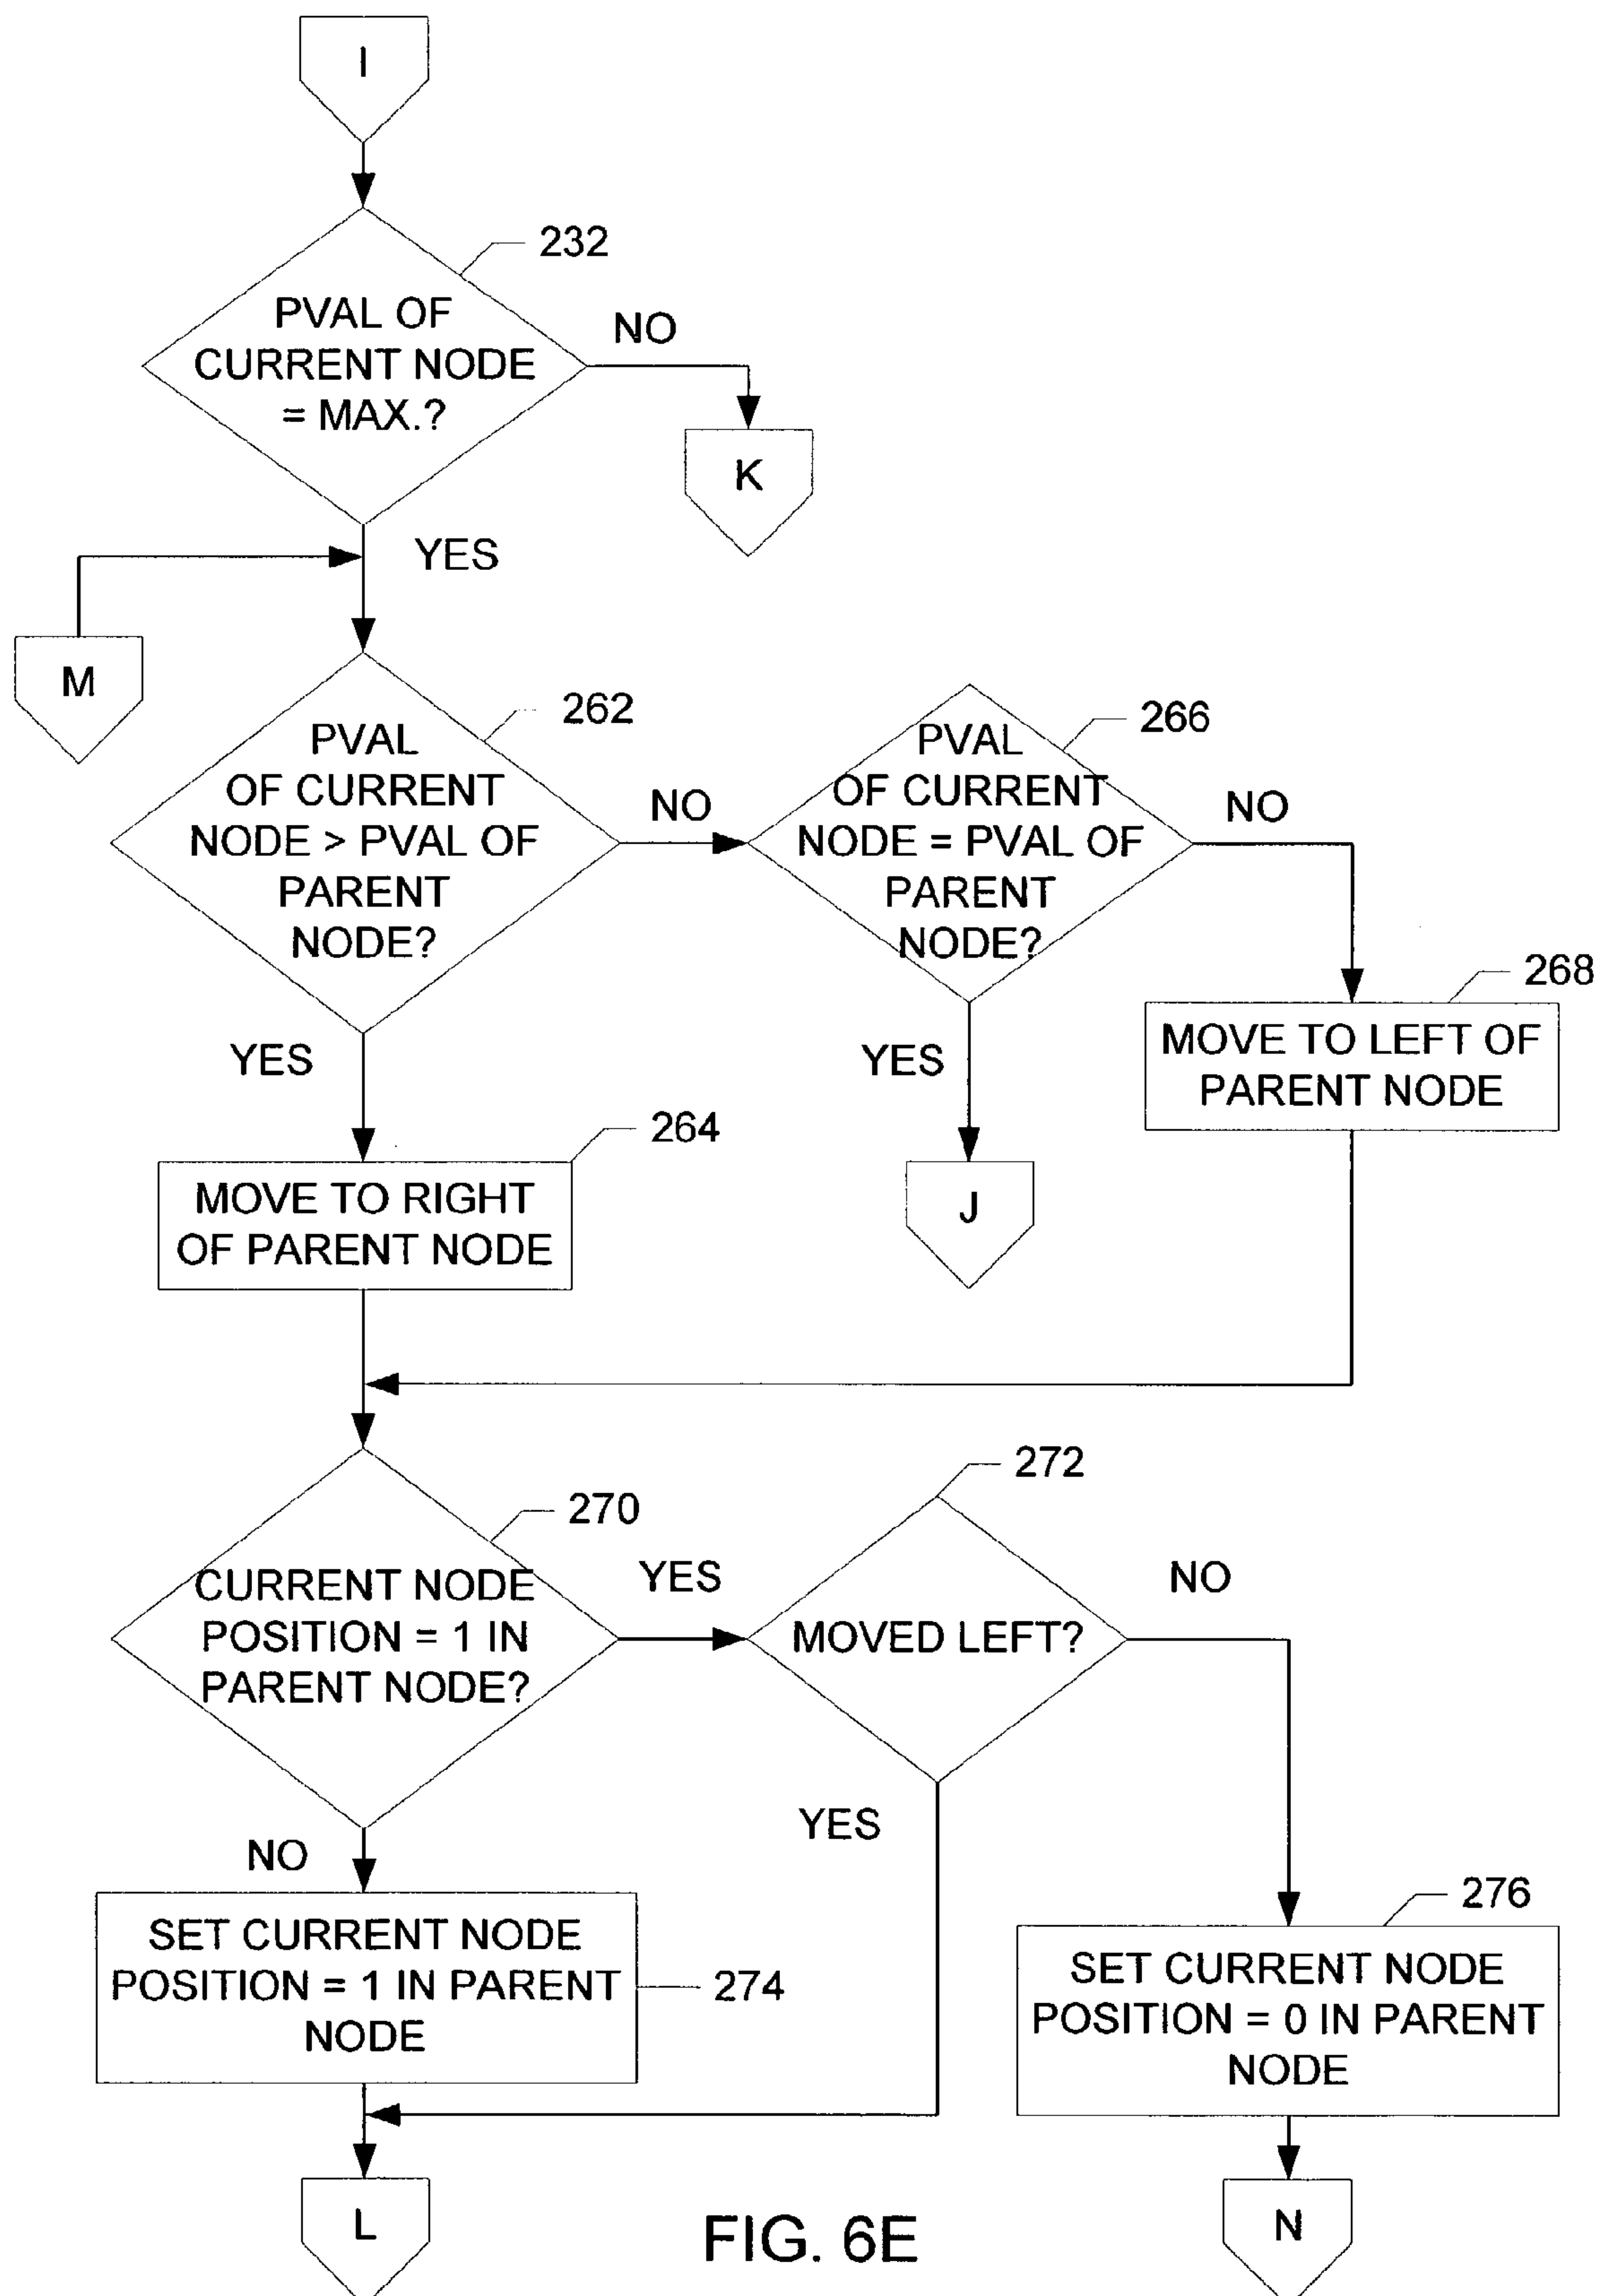 I
232
PVAL OF
CURRENT NODE
= MAX.?
NO
K
YES
M
262
PVAL
OF CURRENT
NODE > PVAL OF
PARENT
NODE?
NO
266
PVAL
OF CURRENT
NODE = PVAL OF
PARENT
NODE?
NO
268
MOVE TO LEFT OF
PARENT NODE
YES
YES
264
MOVE TO RIGHT
OF PARENT NODE
J
270
CURRENT NODE
POSITION = 1 IN
PARENT NODE?
YES
272
MOVED LEFT?
NO
YES
NO
SET CURRENT NODE
POSITION = 1 IN PARENT
NODE
274
276
SET CURRENT NODE
POSITION = 0 IN PARENT
NODE
L
FIG. 6E
N